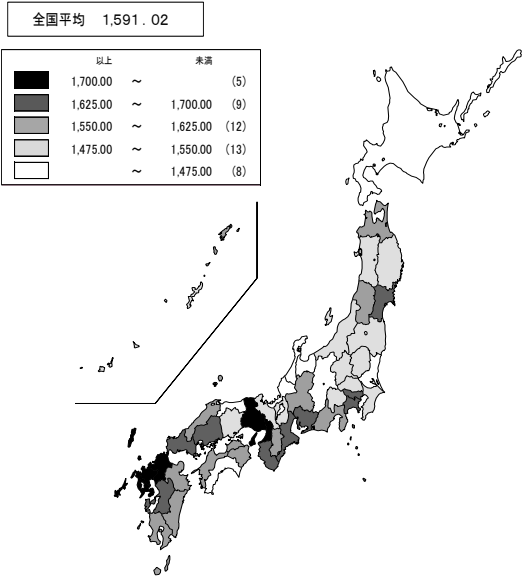 全国平均 1,591.02
以上 未満
1,700.00 ～ (5)
1,625.00 ～ 1,700.00 (9)
1,550.00 ～ 1,625.00 (12)
1,475.00 ～ 1,550.00 (13)
～ 1,475.00 (8)